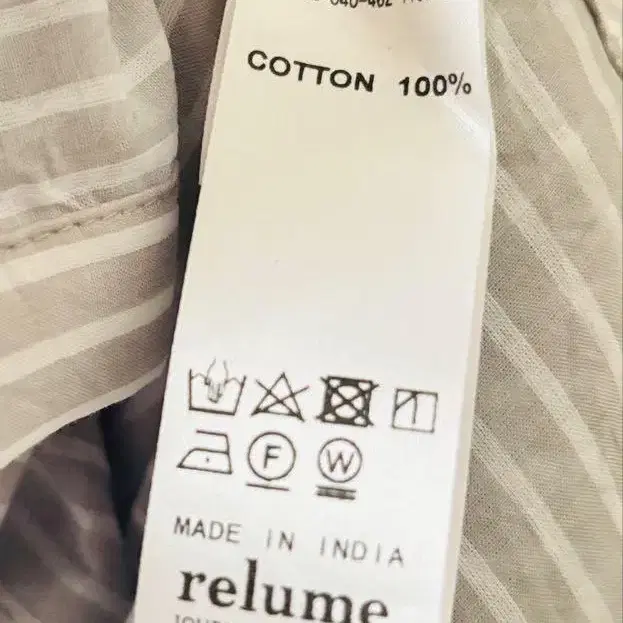 COTTON 100%
F
W
MADE IN INDIA
relume